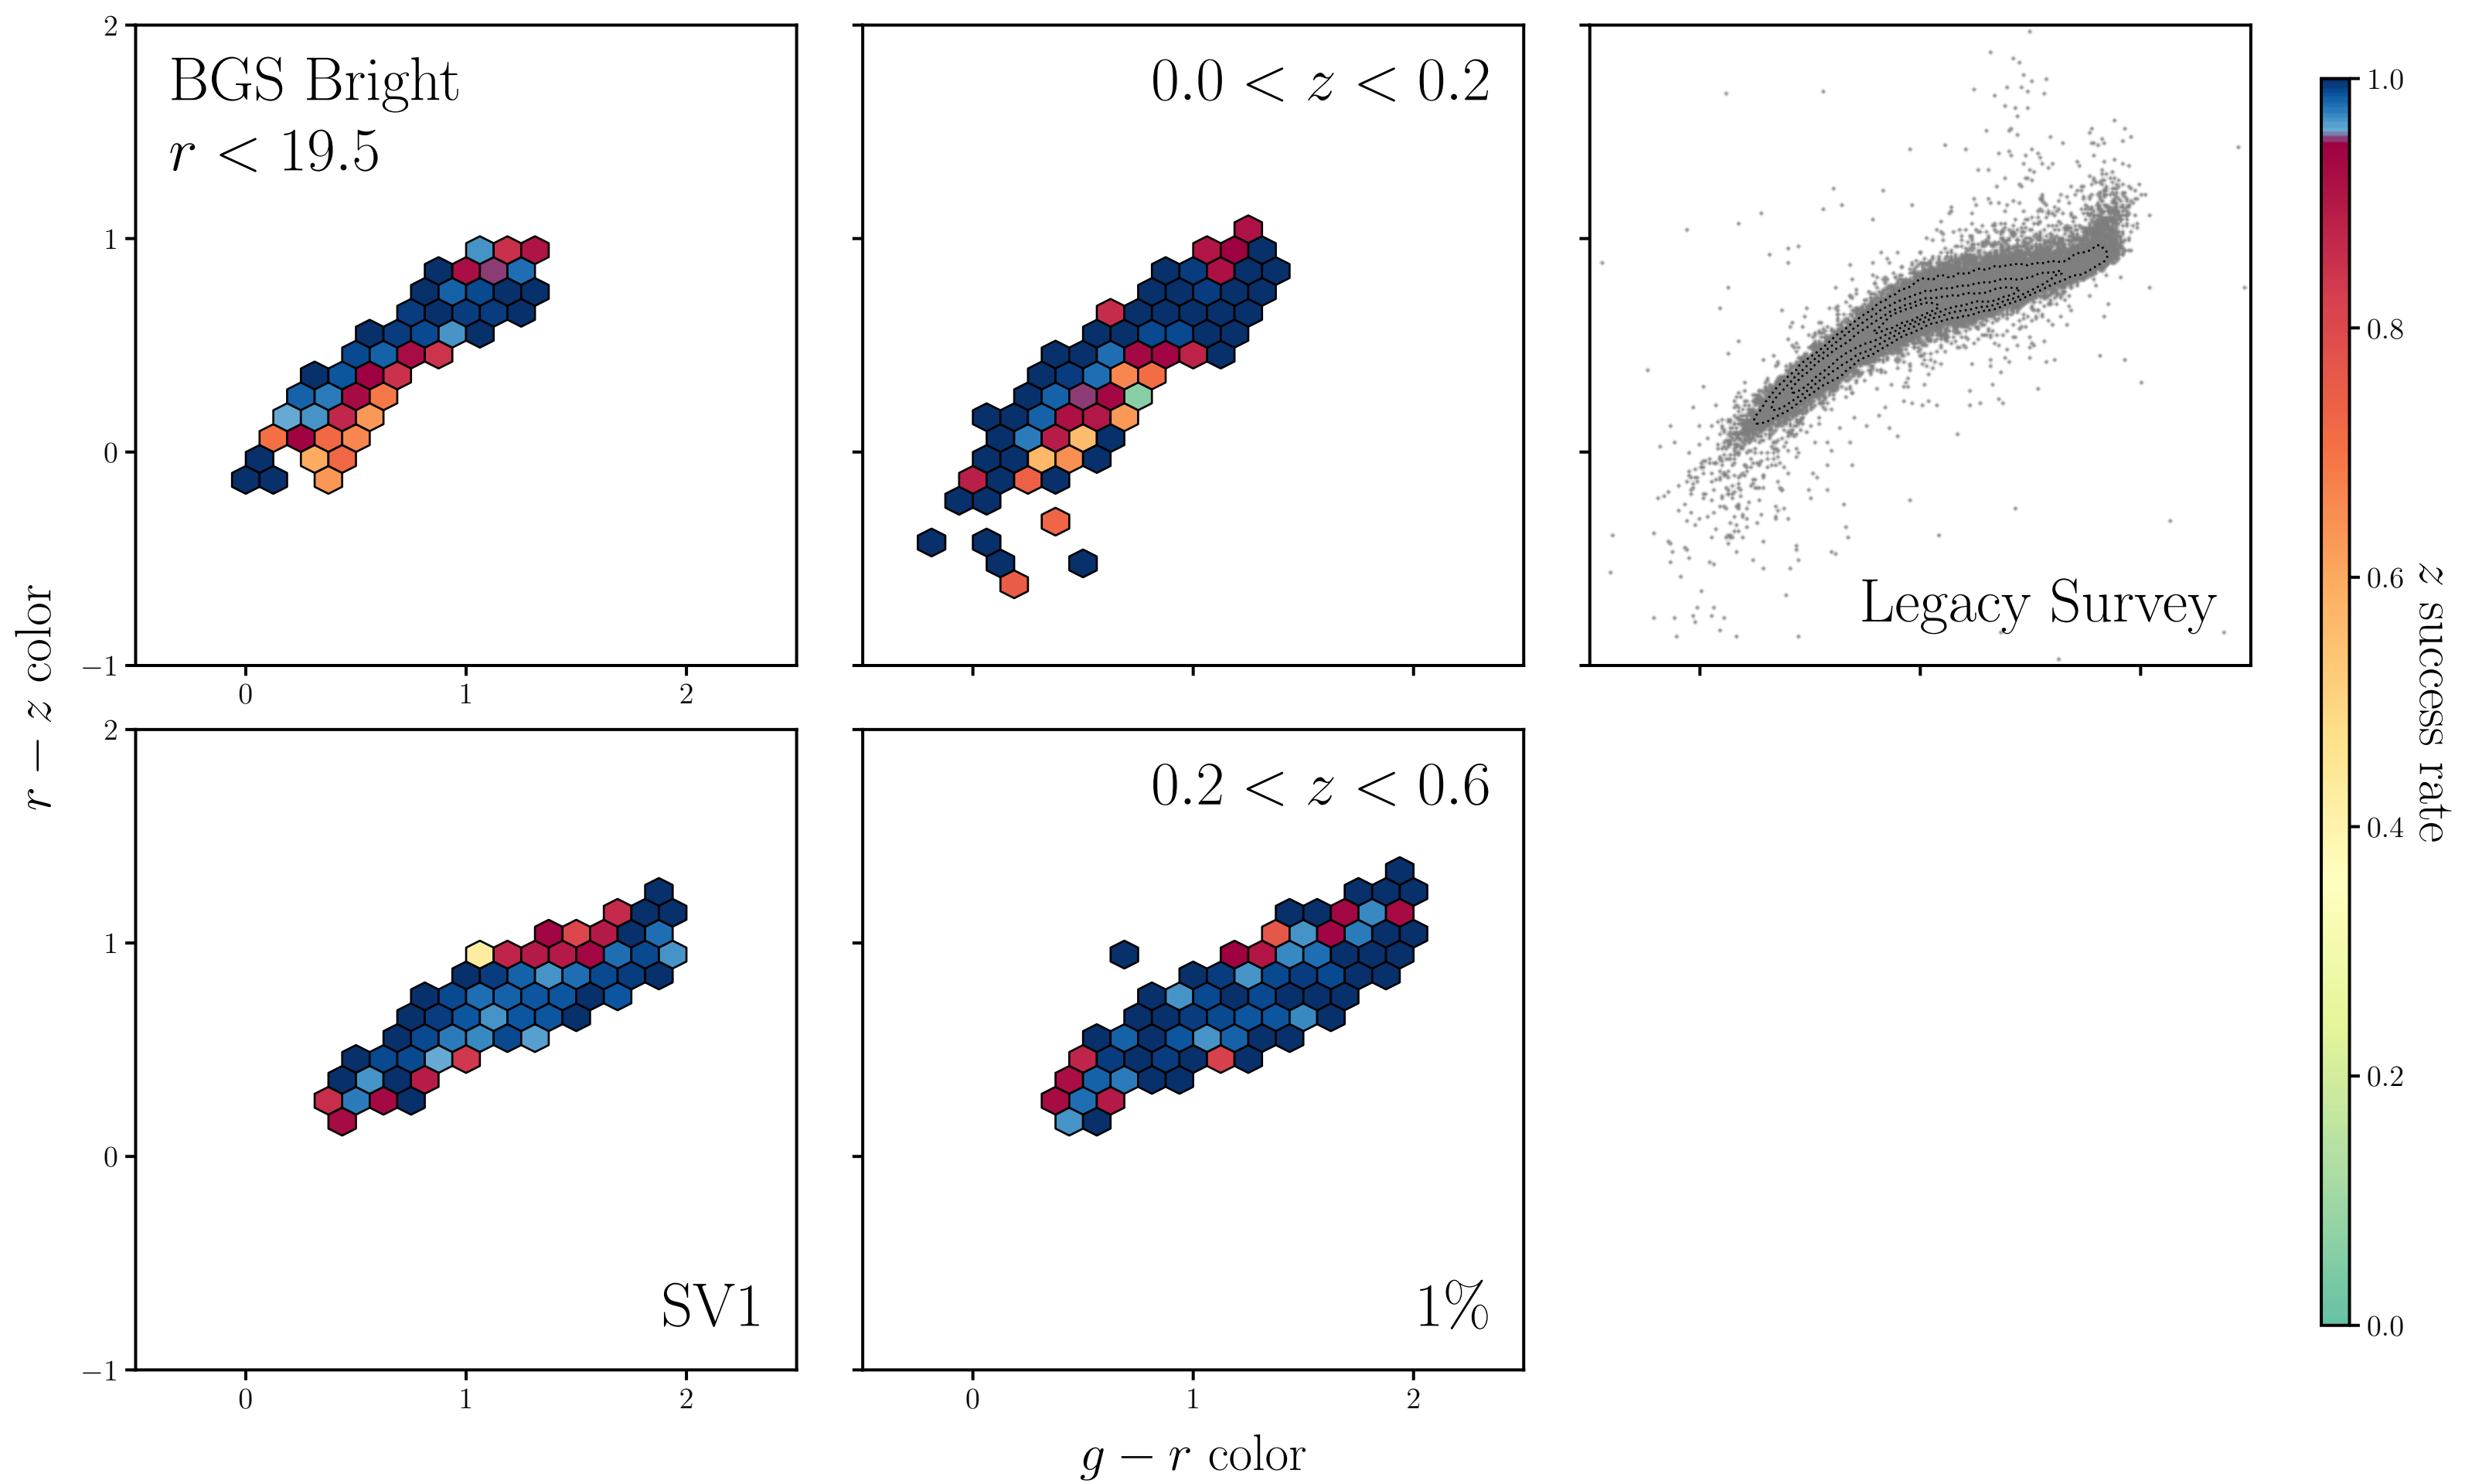 BGS Bright
r < 19.5
2
1
0
−1
0
1
2
0.0 < z < 0.2
Legacy Survey
r − z color
2
1
0
−1
0
1
2
SV1
0.2 < z < 0.6
1%
0
1
2
g − r color
1.0
0.8
0.6
0.4
0.2
0.0
z success rate